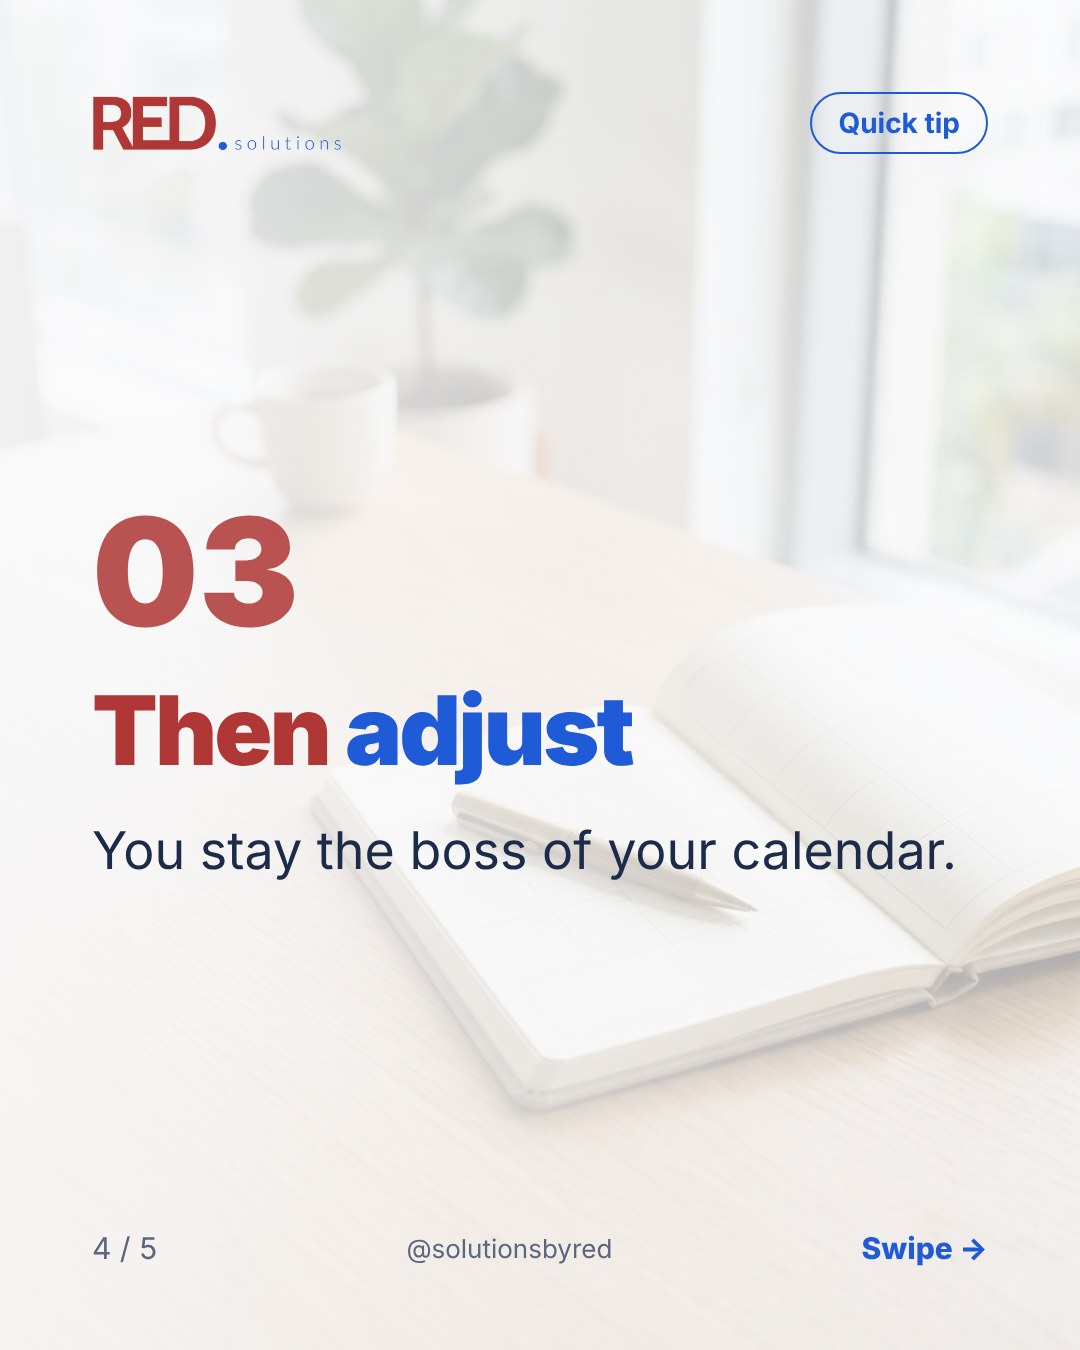 RED.solutions
Quick tip
03
Then adjust
You stay the boss of your calendar.
4 / 5
@solutionsbyred
Swipe →